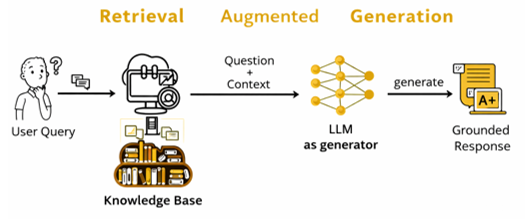 Retrieval Augmented Generation
Question
+
Context
generate
A+
User Query
LLM
as generator
Grounded
Response
Knowledge Base